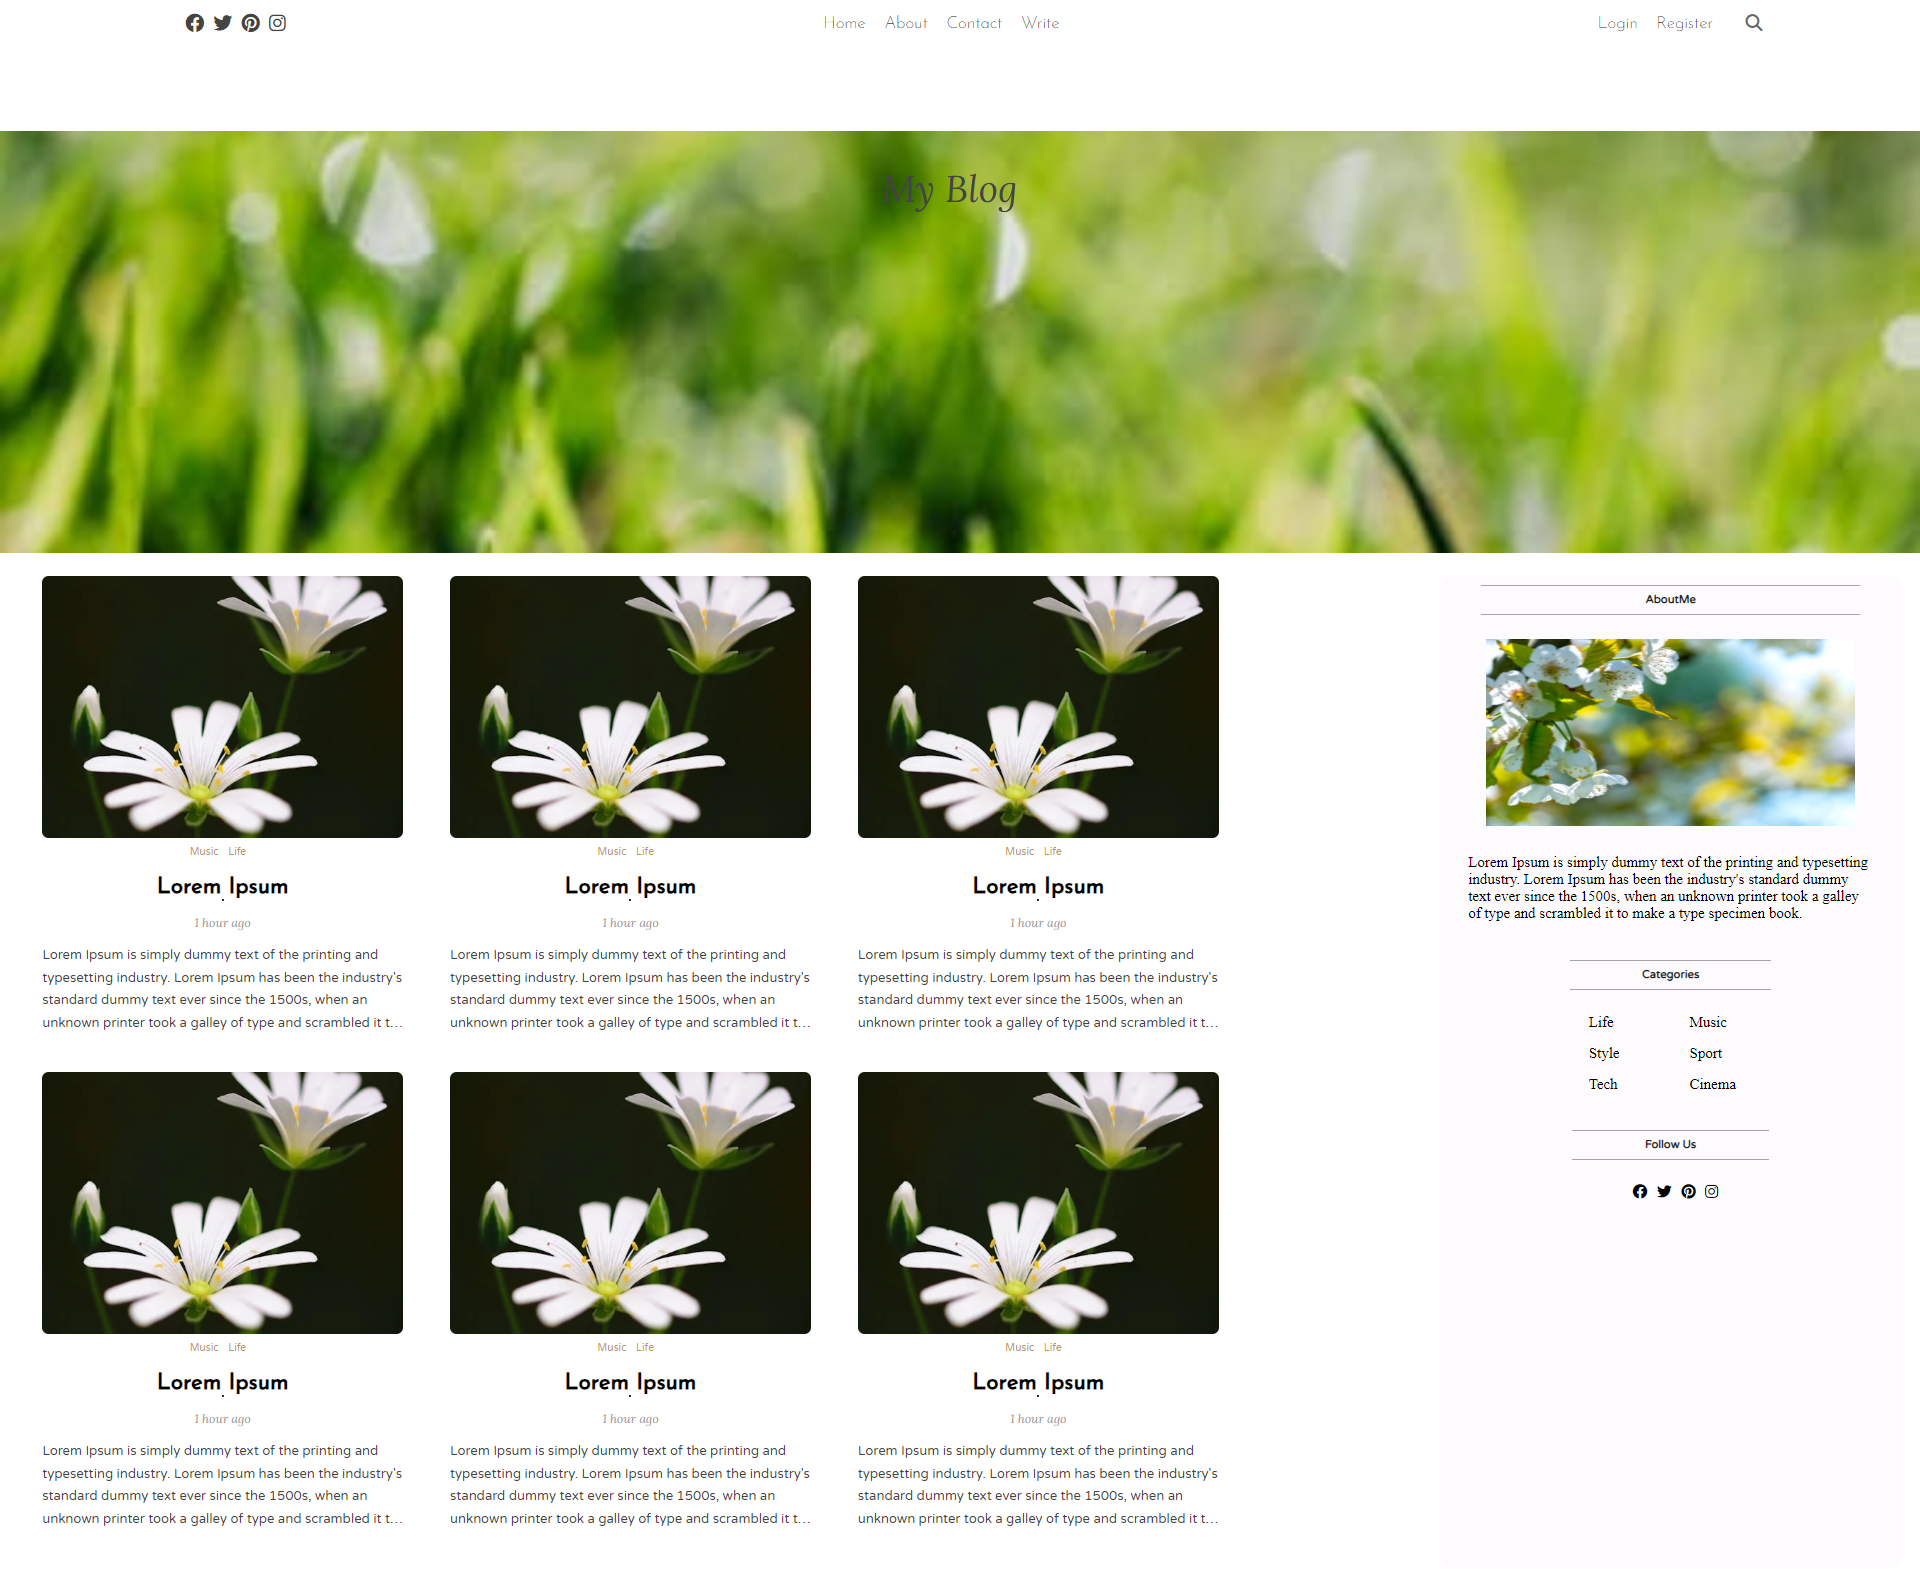 Home About Contact Write
Login Register
My Blog
Music Life
Lorem Ipsum
1 hour ago
Lorem Ipsum is simply dummy text of the printing and
typesetting industry. Lorem Ipsum has been the industry's
standard dummy text ever since the 1500s, when an
unknown printer took a galley of type and scrambled it t...
Music Life
Lorem Ipsum
1 hour ago
Lorem Ipsum is simply dummy text of the printing and
typesetting industry. Lorem Ipsum has been the industry's
standard dummy text ever since the 1500s, when an
unknown printer took a galley of type and scrambled it t...
Music Life
Lorem Ipsum
1 hour ago
Lorem Ipsum is simply dummy text of the printing and
typesetting industry. Lorem Ipsum has been the industry's
standard dummy text ever since the 1500s, when an
unknown printer took a galley of type and scrambled it t...
Music Life
Lorem Ipsum
1 hour ago
Lorem Ipsum is simply dummy text of the printing and
typesetting industry. Lorem Ipsum has been the industry's
standard dummy text ever since the 1500s, when an
unknown printer took a galley of type and scrambled it t...
Music Life
Lorem Ipsum
1 hour ago
Lorem Ipsum is simply dummy text of the printing and
typesetting industry. Lorem Ipsum has been the industry's
standard dummy text ever since the 1500s, when an
unknown printer took a galley of type and scrambled it t...
Music Life
Lorem Ipsum
1 hour ago
Lorem Ipsum is simply dummy text of the printing and
typesetting industry. Lorem Ipsum has been the industry's
standard dummy text ever since the 1500s, when an
unknown printer took a galley of type and scrambled it t...
AboutMe
Lorem Ipsum is simply dummy text of the printing and typesetting
industry. Lorem Ipsum has been the industry's standard dummy
text ever since the 1500s, when an unknown printer took a galley
of type and scrambled it to make a type specimen book.
Categories
Life Music
Style Sport
Tech Cinema
Follow Us